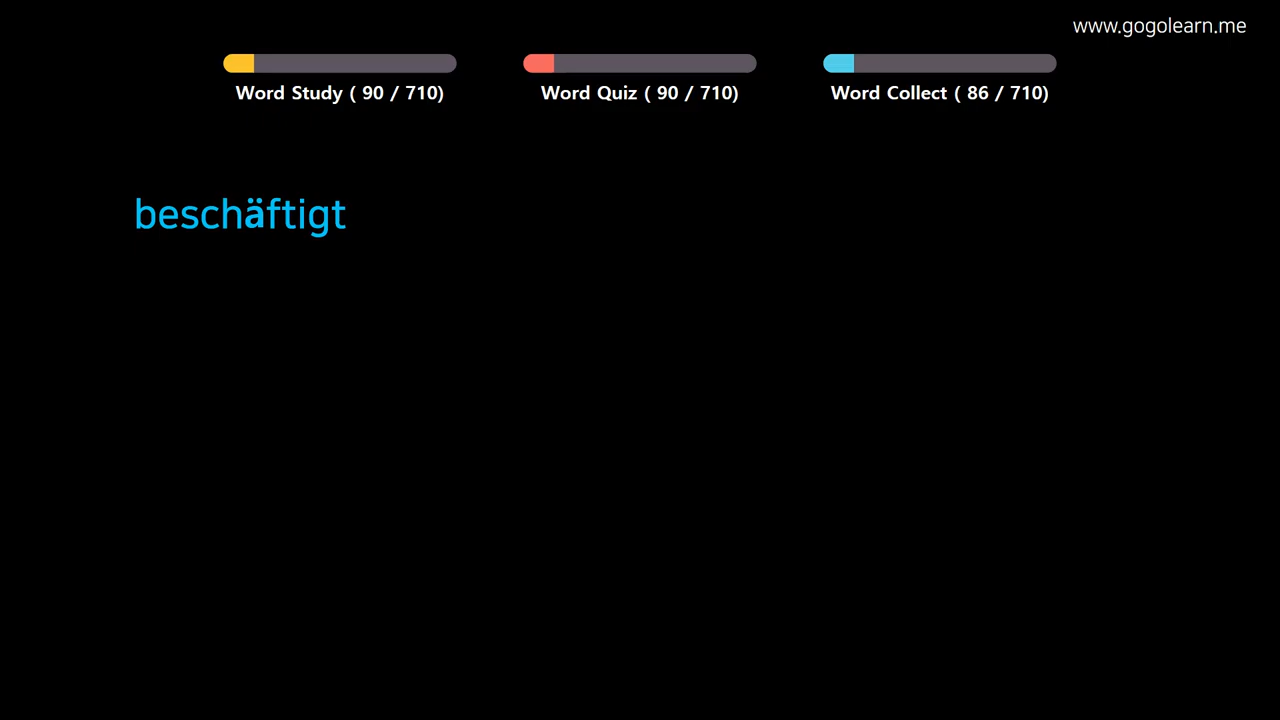 www.gogolearn.me
Word Study ( 90 / 710)
Word Quiz ( 90 / 710)
Word Collect ( 86 / 710)
beschäftigt